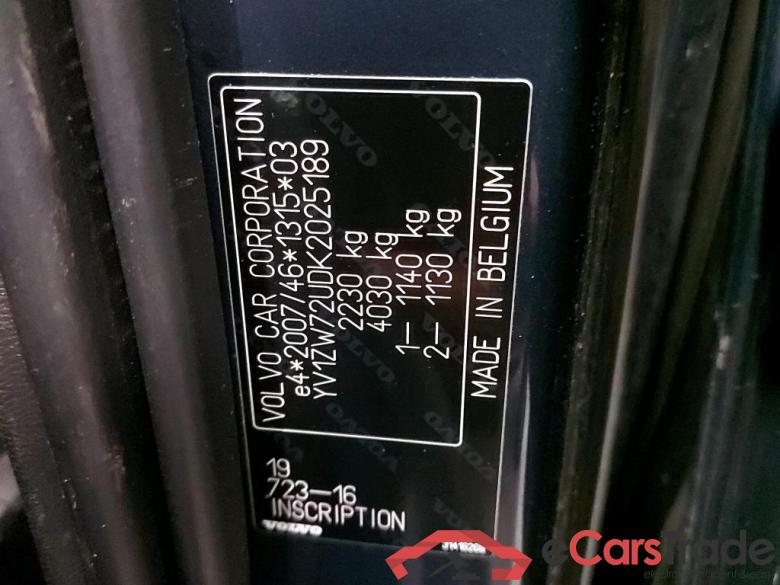 VOLVO CAR CORPORATION
e4*2007/46*1315*03
YV1ZW72UDK2025189
2230 kg
4030 kg
1– 1140 kg
2– 1130 kg
MADE IN BELGIUM
19
723–16
INSCRIPTION
VOLVO
eCarsTrade